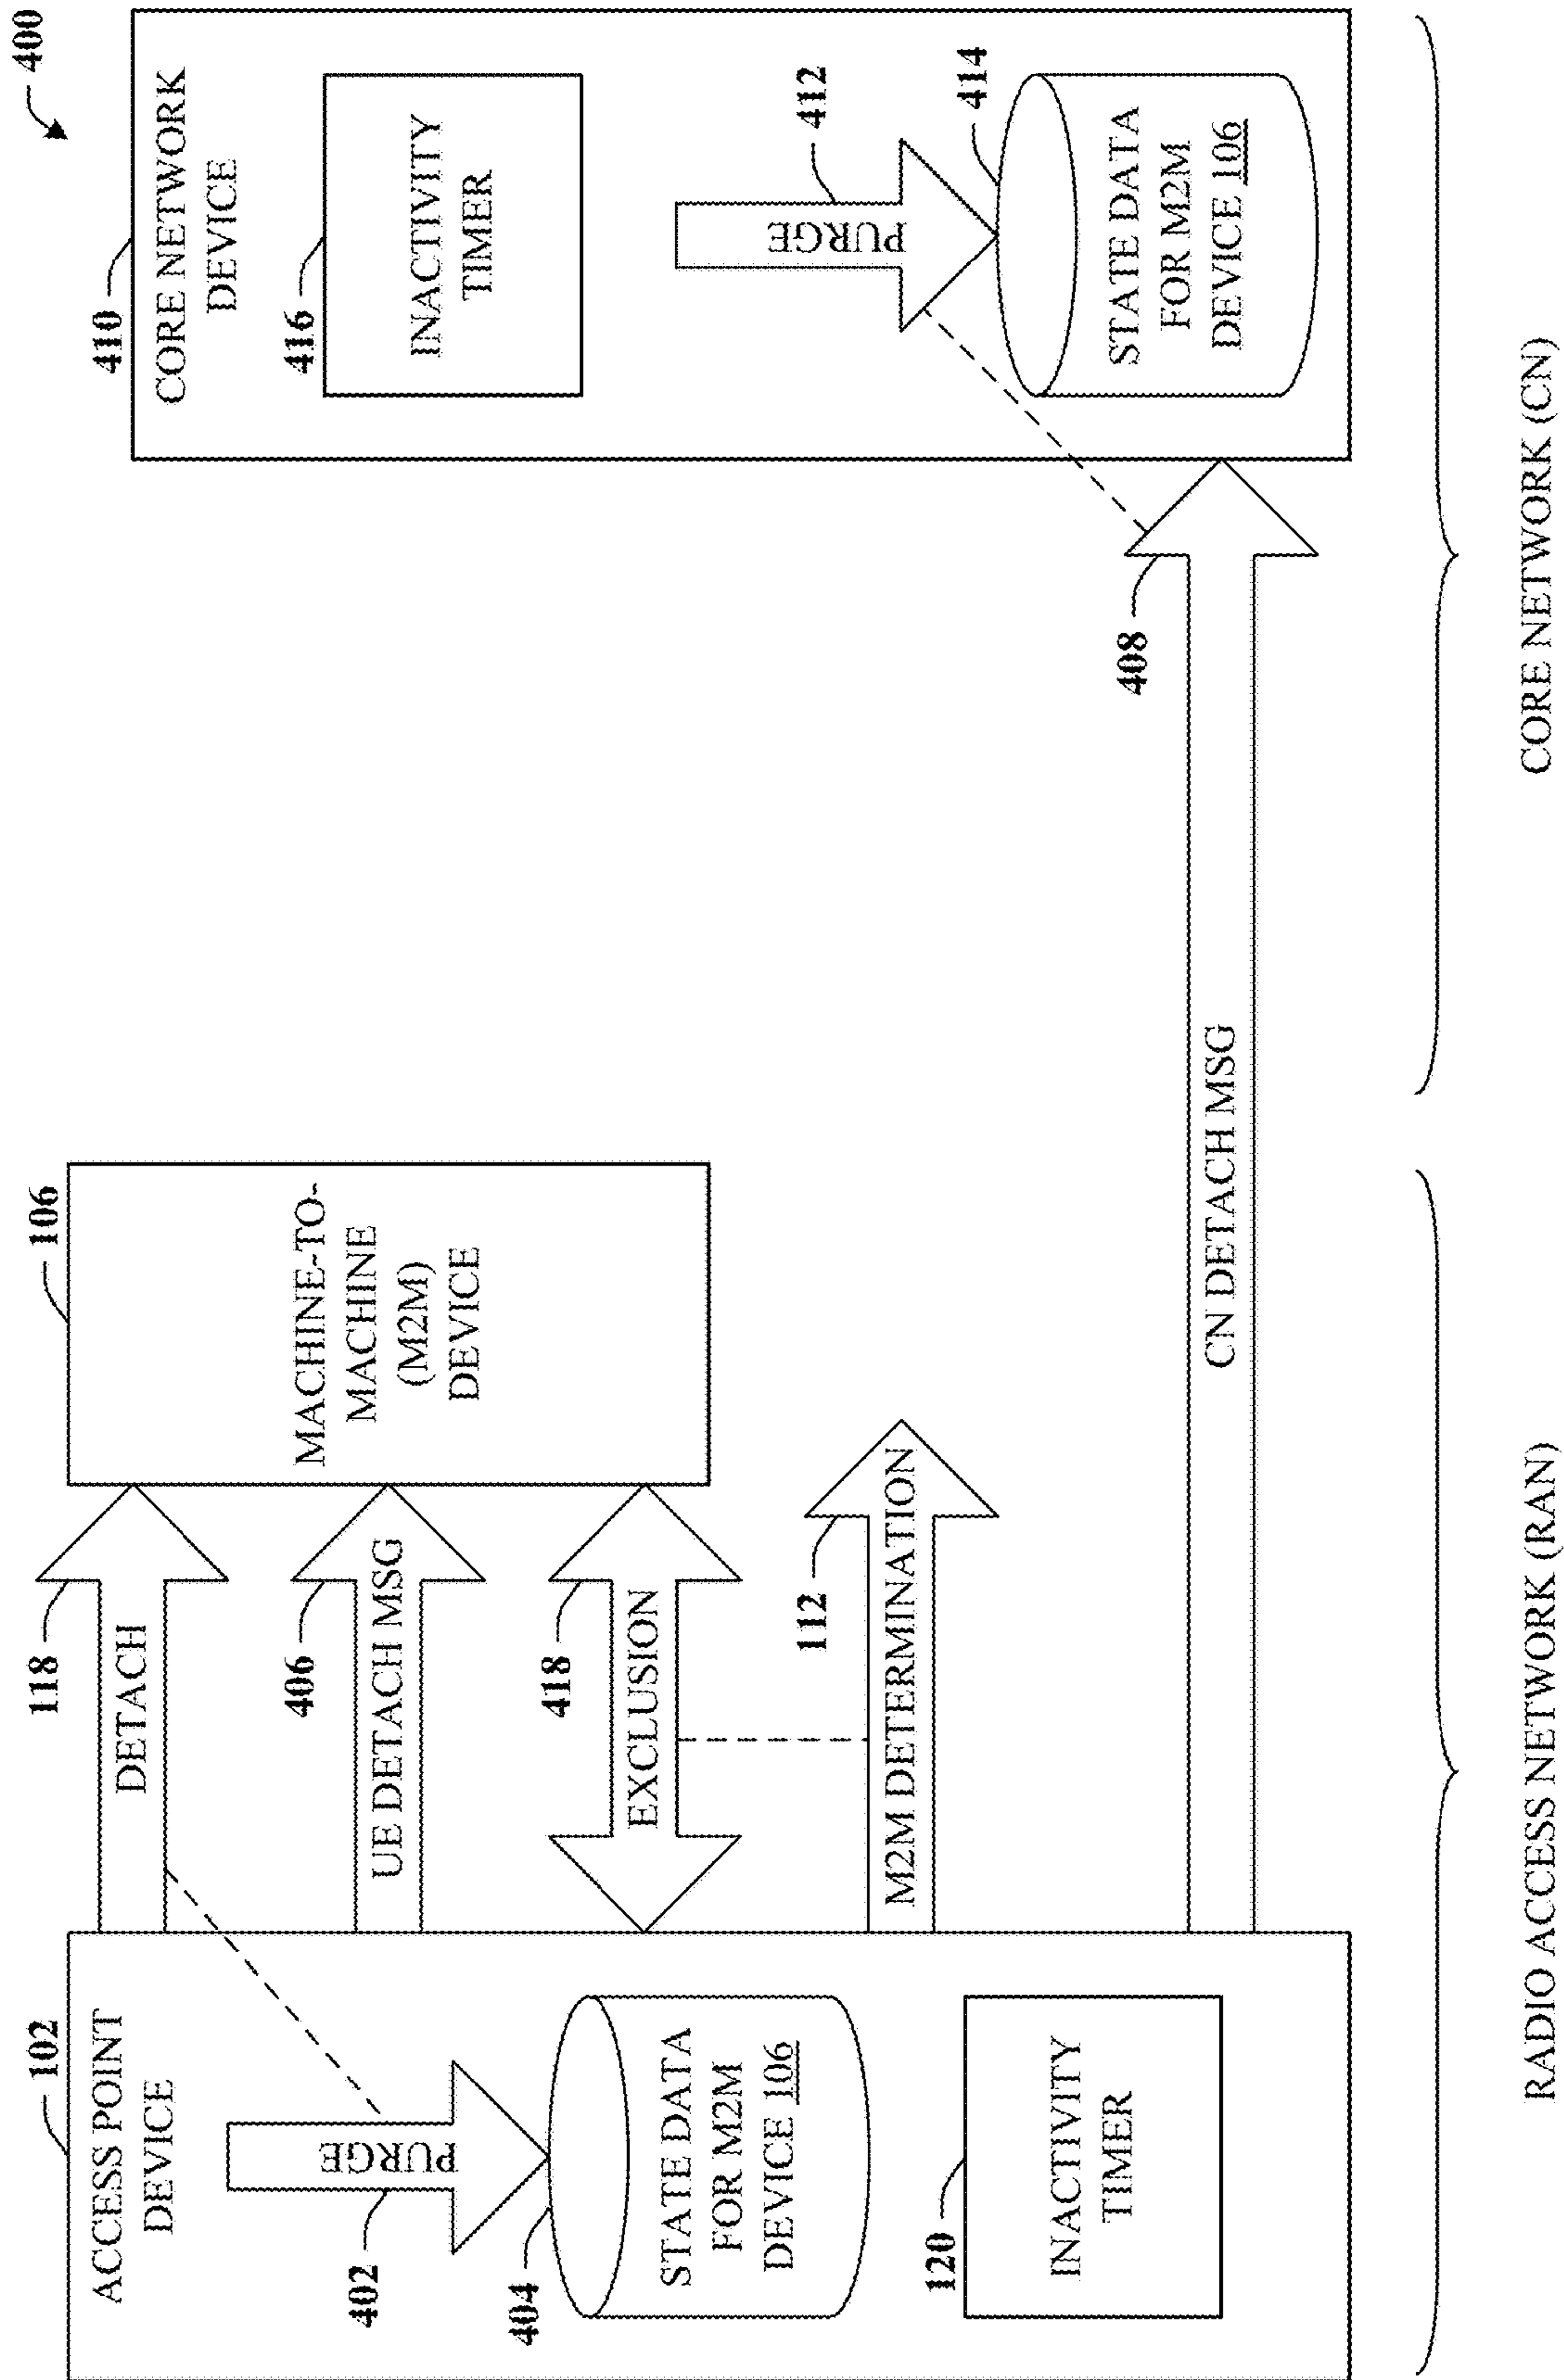 400
102
ACCESS POINT
DEVICE
402
PURGE
404
STATE DATA
FOR M2M
DEVICE 106
120
INACTIVITY
TIMER
118
DETACH
406
UE DETACH MSG
418
EXCLUSION
112
M2M DETERMINATION
106
MACHINE-TO-
MACHINE
(M2M)
DEVICE
CN DETACH MSG
408
410
CORE NETWORK
DEVICE
416
INACTIVITY
TIMER
PURGE
412
414
STATE DATA
FOR M2M
DEVICE 106
RADIO ACCESS NETWORK (RAN)
CORE NETWORK (CN)